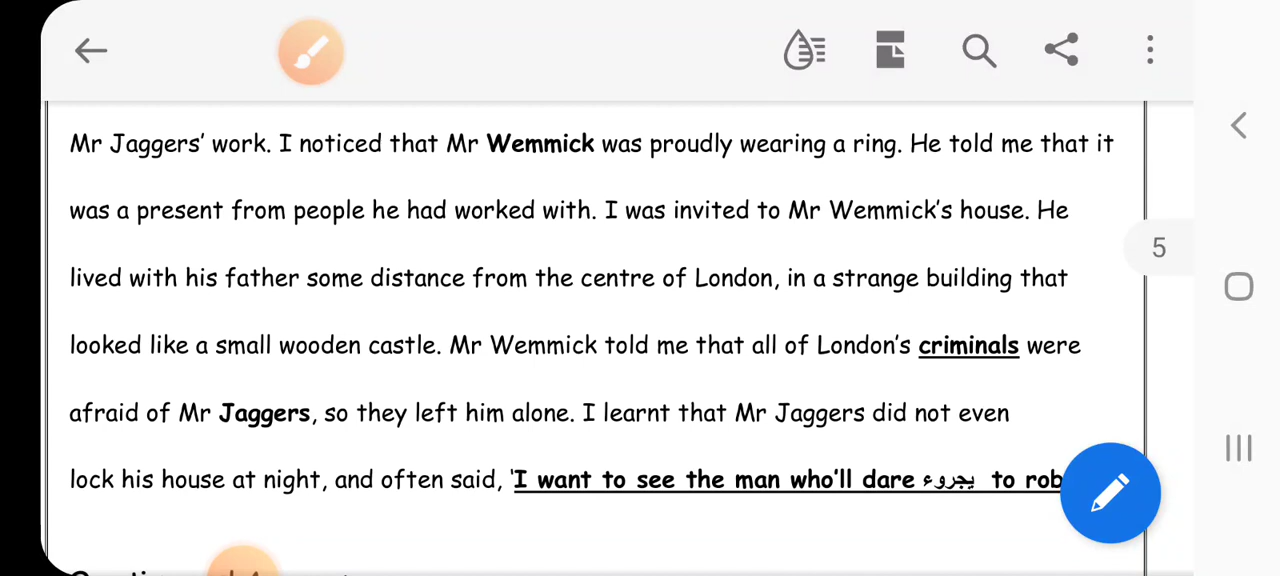 Mr Jaggers' work. I noticed that Mr Wemmick was proudly wearing a ring. He told me that it
was a present from people he had worked with. I was invited to Mr Wemmick's house. He
5
lived with his father some distance from the centre of London, in a strange building that
looked like a small wooden castle. Mr Wemmick told me that all of London's criminals were
afraid of Mr Jaggers, so they left him alone. I learnt that Mr Jaggers did not even
lock his house at night, and often said, 'I want to see the man who'll dare يجروء to rob